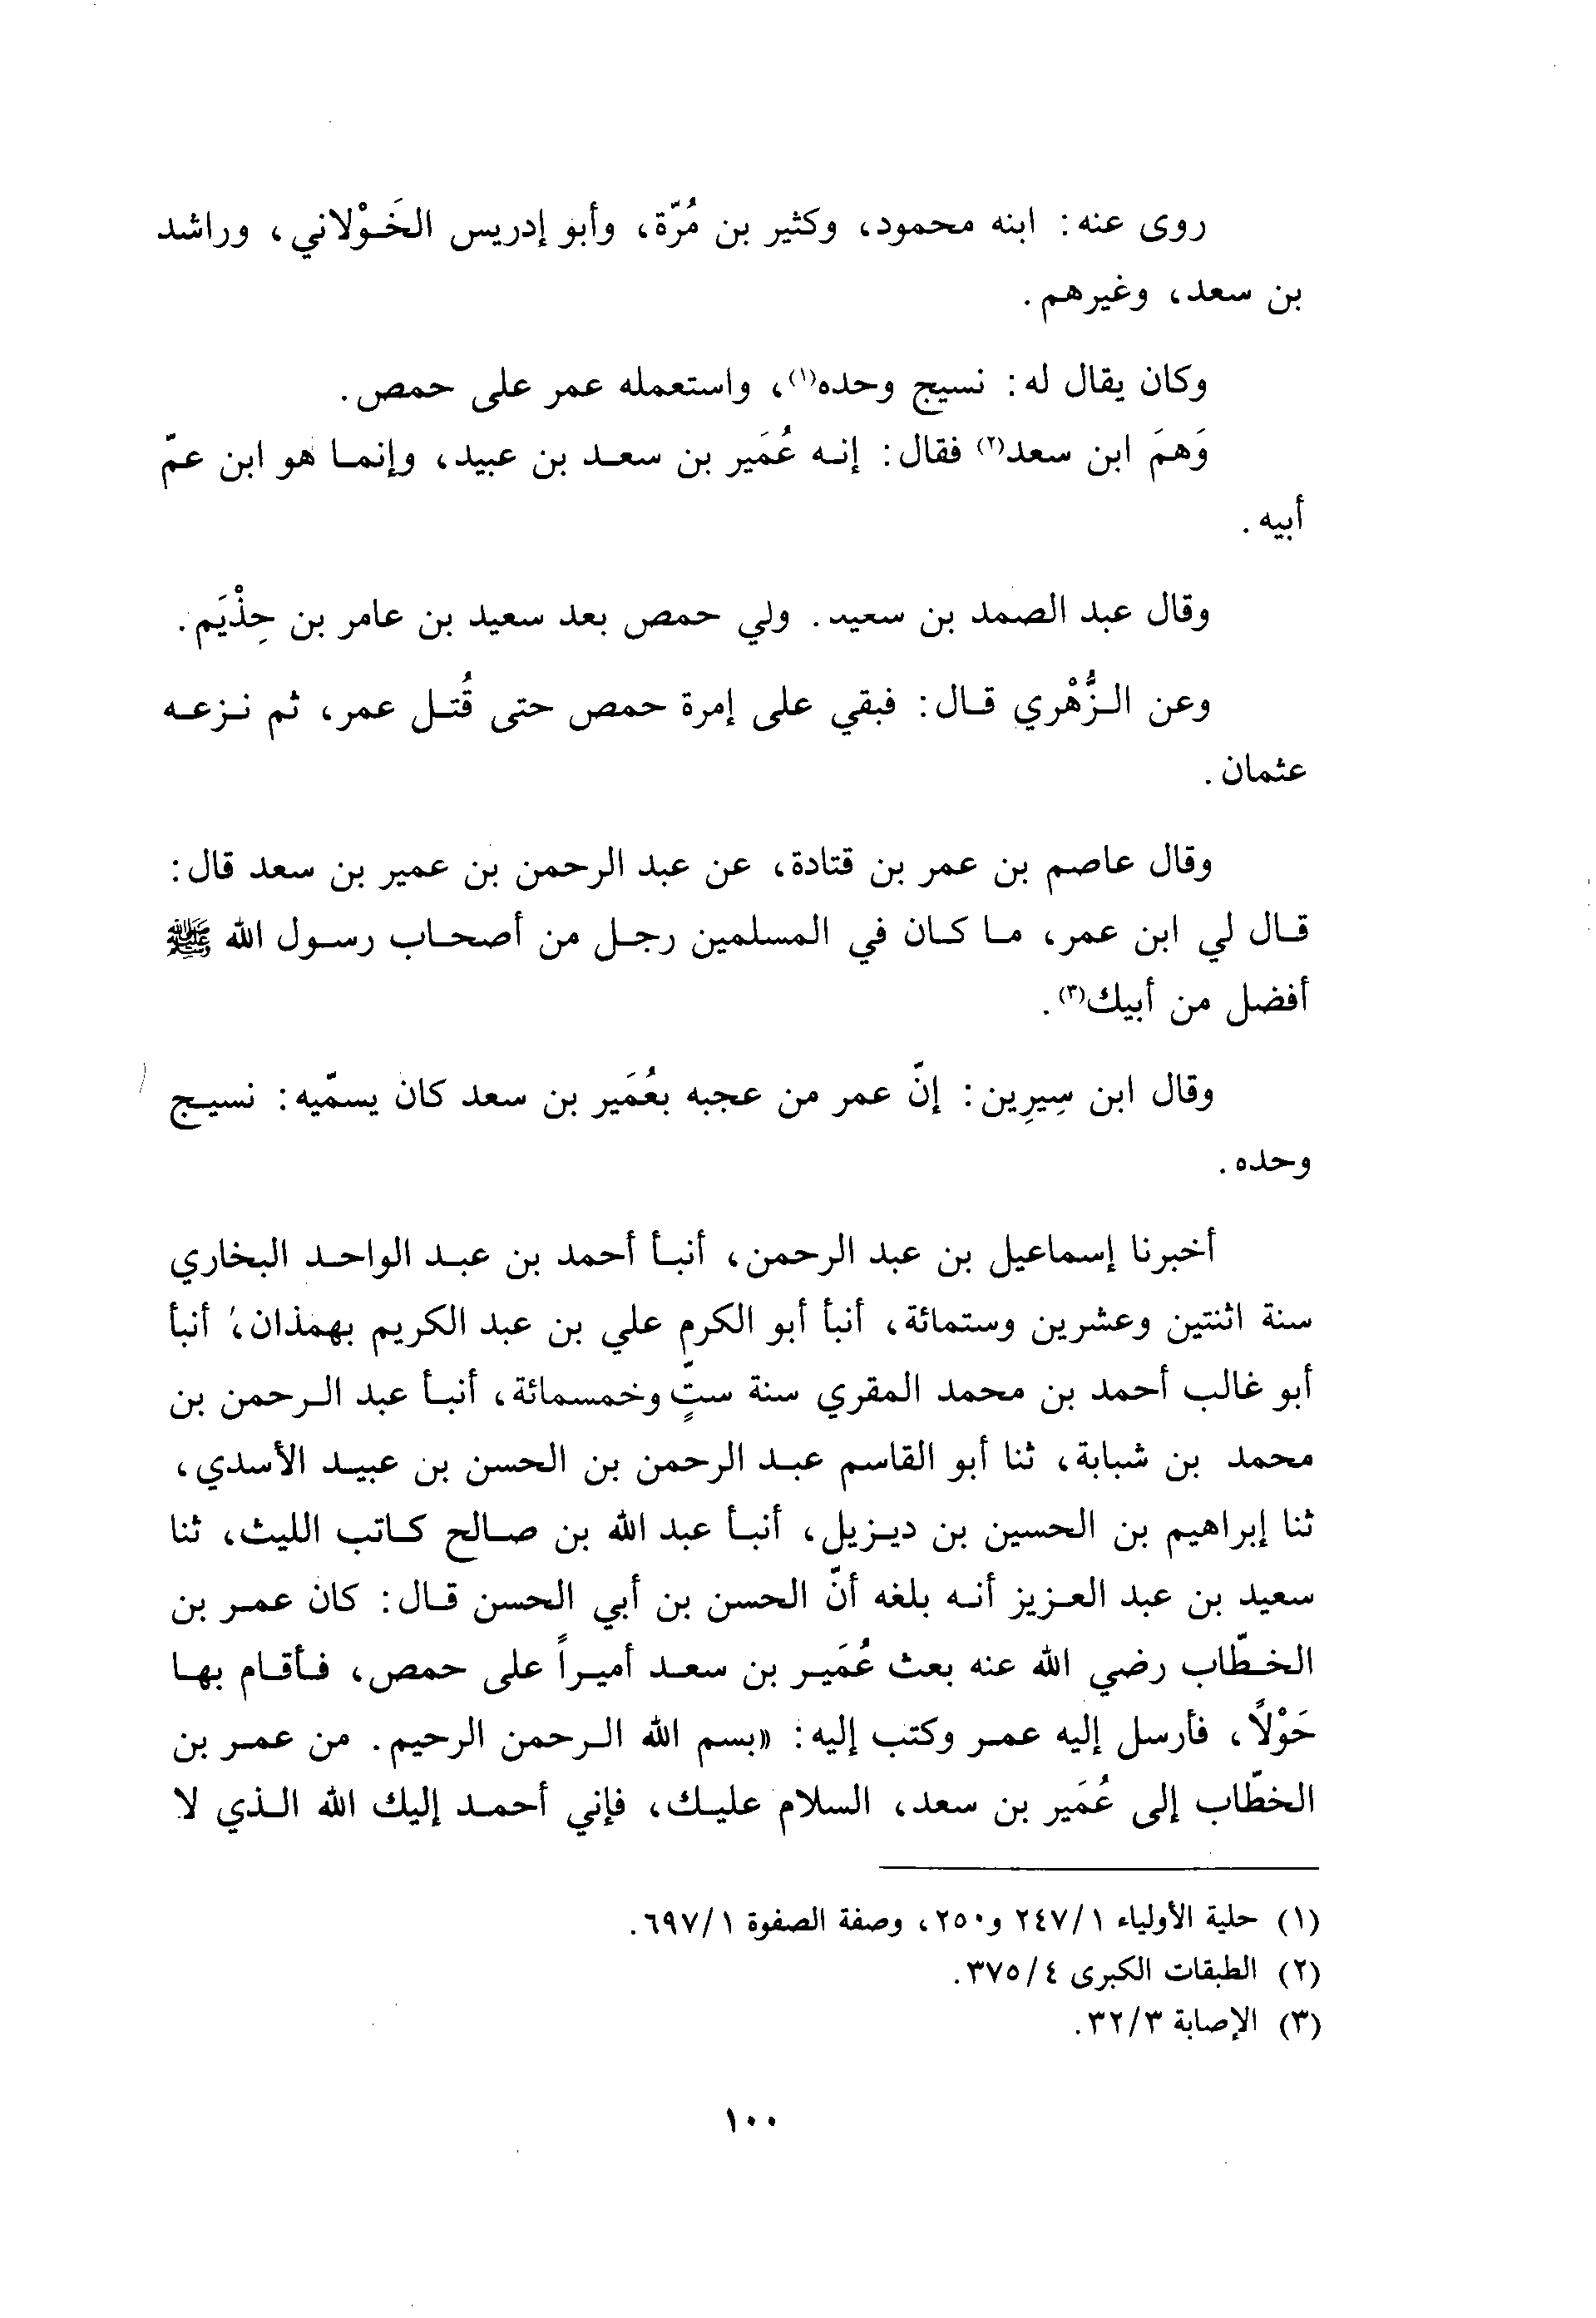 روى عنه: ابنه محمود، وكثير بن مُرّة، وأبو إدريس الخَوْلاني، وراشد
بن سعد، وغيرهم.
وكان يقال له: نسيج وحده(١)، واستعمله عمر على حمص.
وَهمَ ابن سعد(٢) فقال: إنه عُمَير بن سعد بن عبيد، وإنما هو ابن عمّ
أبيه.
وقال عبد الصمد بن سعيد. ولي حمص بعد سعيد بن عامر بن حِذْيَم.
وعن الزُّهْري قال: فبقي على إمرة حمص حتى قُتل عمر، ثم نزعه
عثمان.
وقال عاصم بن عمر بن قتادة، عن عبد الرحمن بن عمير بن سعد قال:
قال لي ابن عمر، ما كان في المسلمين رجل من أصحاب رسول الله ﷺ
أفضل من أبيك(٣).
وقال ابن سِيرِين: إنّ عمر من عجبه بعُمَير بن سعد كان يسمّيه: نسيج
وحده.
أخبرنا إسماعيل بن عبد الرحمن، أنبأ أحمد بن عبد الواحد البخاري
سنة اثنتين وعشرين وستمائة، أنبأ أبو الكرم علي بن عبد الكريم بهمذان، أنبأ
أبو غالب أحمد بن محمد المقري سنة ستٍّ وخمسمائة، أنبأ عبد الرحمن بن
محمد بن شبابة، ثنا أبو القاسم عبد الرحمن بن الحسن بن عبيد الأسدي،
ثنا إبراهيم بن الحسين بن ديزيل، أنبأ عبد الله بن صالح كاتب الليث، ثنا
سعيد بن عبد العزيز أنه بلغه أنّ الحسن بن أبي الحسن قال: كان عمر بن
الخطّاب رضي الله عنه بعث عُمَير بن سعد أميراً على حمص، فأقام بها
حَوْلاً، فأرسل إليه عمر وكتب إليه: «بسم الله الرحمن الرحيم. من عمر بن
الخطّاب إلى عُمَير بن سعد، السلام عليك، فإني أحمد إليك الله الذي لا
(١) حلية الأولياء ٢٤٧/١ و٢٥٠، وصفة الصفوة ٦٩٧/١.
(٢) الطبقات الكبرى ٣٧٥/٤.
(٣) الإصابة ٣٢/٣.
١٠٠